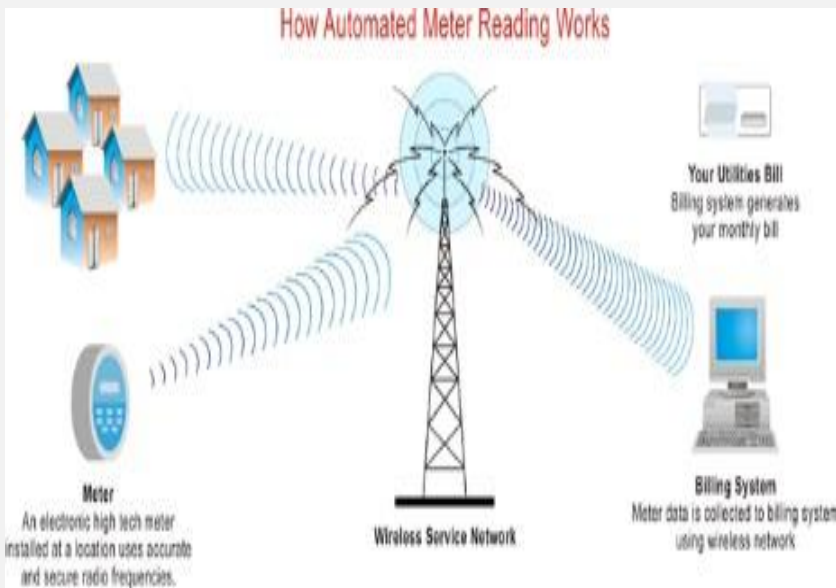 How Automated Meter Reading Works
Your Utilities Bill
Billing system generates
your monthly bill
Meter
An electronic high tech meter
installed at a location uses accurate
and secure radio frequencies.
Wireless Service Network
Billing System
Meter data is collected to billing system
using wireless network